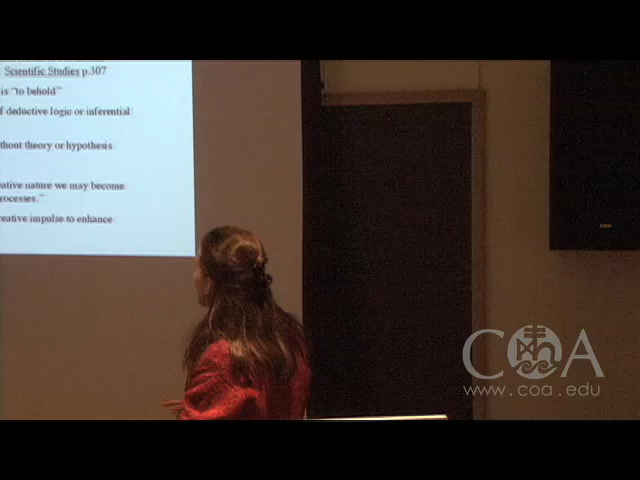 Scientific Studies p.307
is “to behold”
f deductive logic or inferential
thout theory or hypothesis
eative nature we may become
rocesses.”
reative impulse to enhance
COA
www.coa.edu